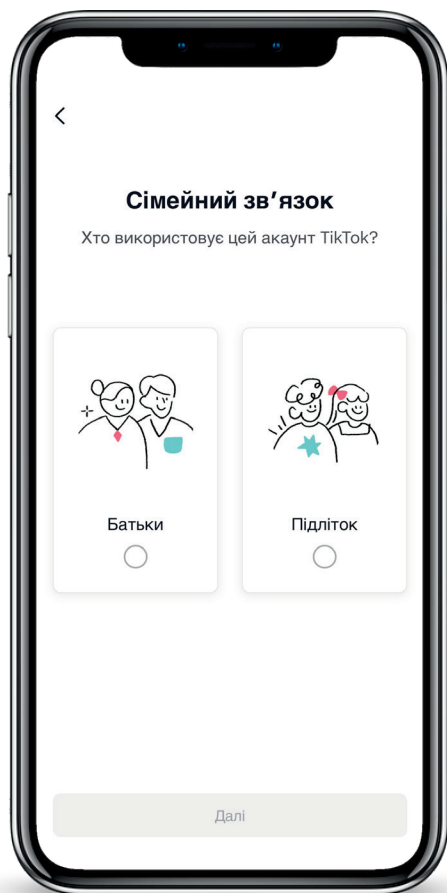 Сімейний зв’язок
Хто використовує цей акаунт TikTok?
Батьки
Підліток
Далі